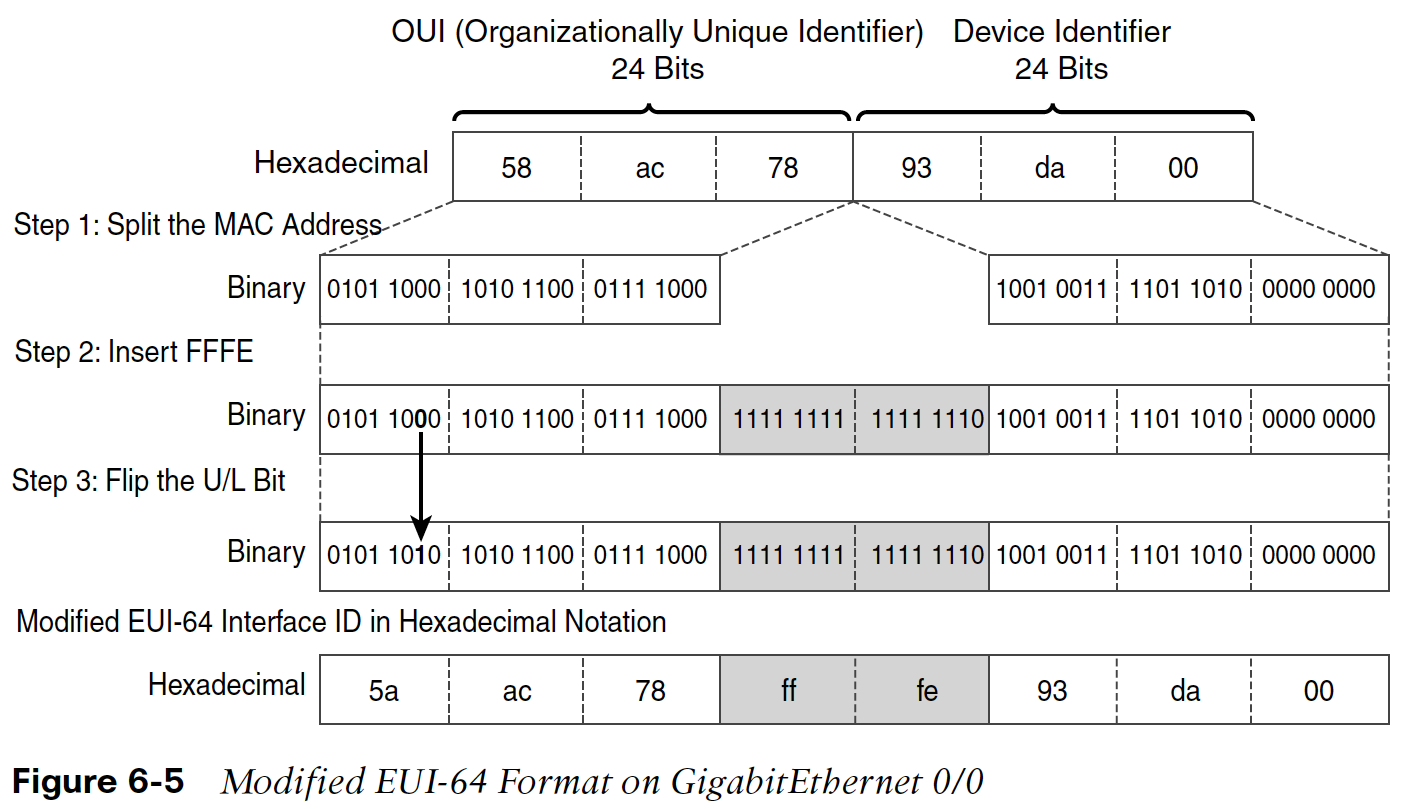 OUI (Organizationally Unique Identifier) Device Identifier
24 Bits 24 Bits
Hexadecimal 58 ac 78 93 da 00
Step 1: Split the MAC Address
Binary 0101 1000 1010 1100 0111 1000 1001 0011 1101 1010 0000 0000
Step 2: Insert FFFE
Binary 0101 1000 1010 1100 0111 1000 1111 1111 1111 1110 1001 0011 1101 1010 0000 0000
Step 3: Flip the U/L Bit
Binary 0101 1010 1010 1100 0111 1000 1111 1111 1111 1110 1001 0011 1101 1010 0000 0000
Modified EUI-64 Interface ID in Hexadecimal Notation
Hexadecimal 5a ac 78 ff fe 93 da 00
Figure 6-5 Modified EUI-64 Format on GigabitEthernet 0/0